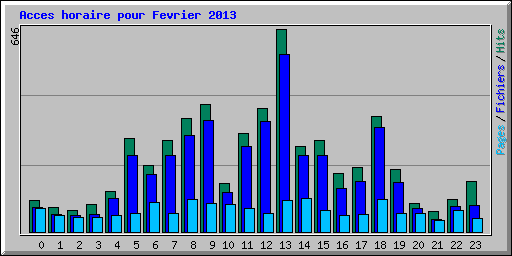 Acces horaire pour Fevrier 2013
646
Pages / Fichiers / Hits
0 1 2 3 4 5 6 7 8 9 10 11 12 13 14 15 16 17 18 19 20 21 22 23